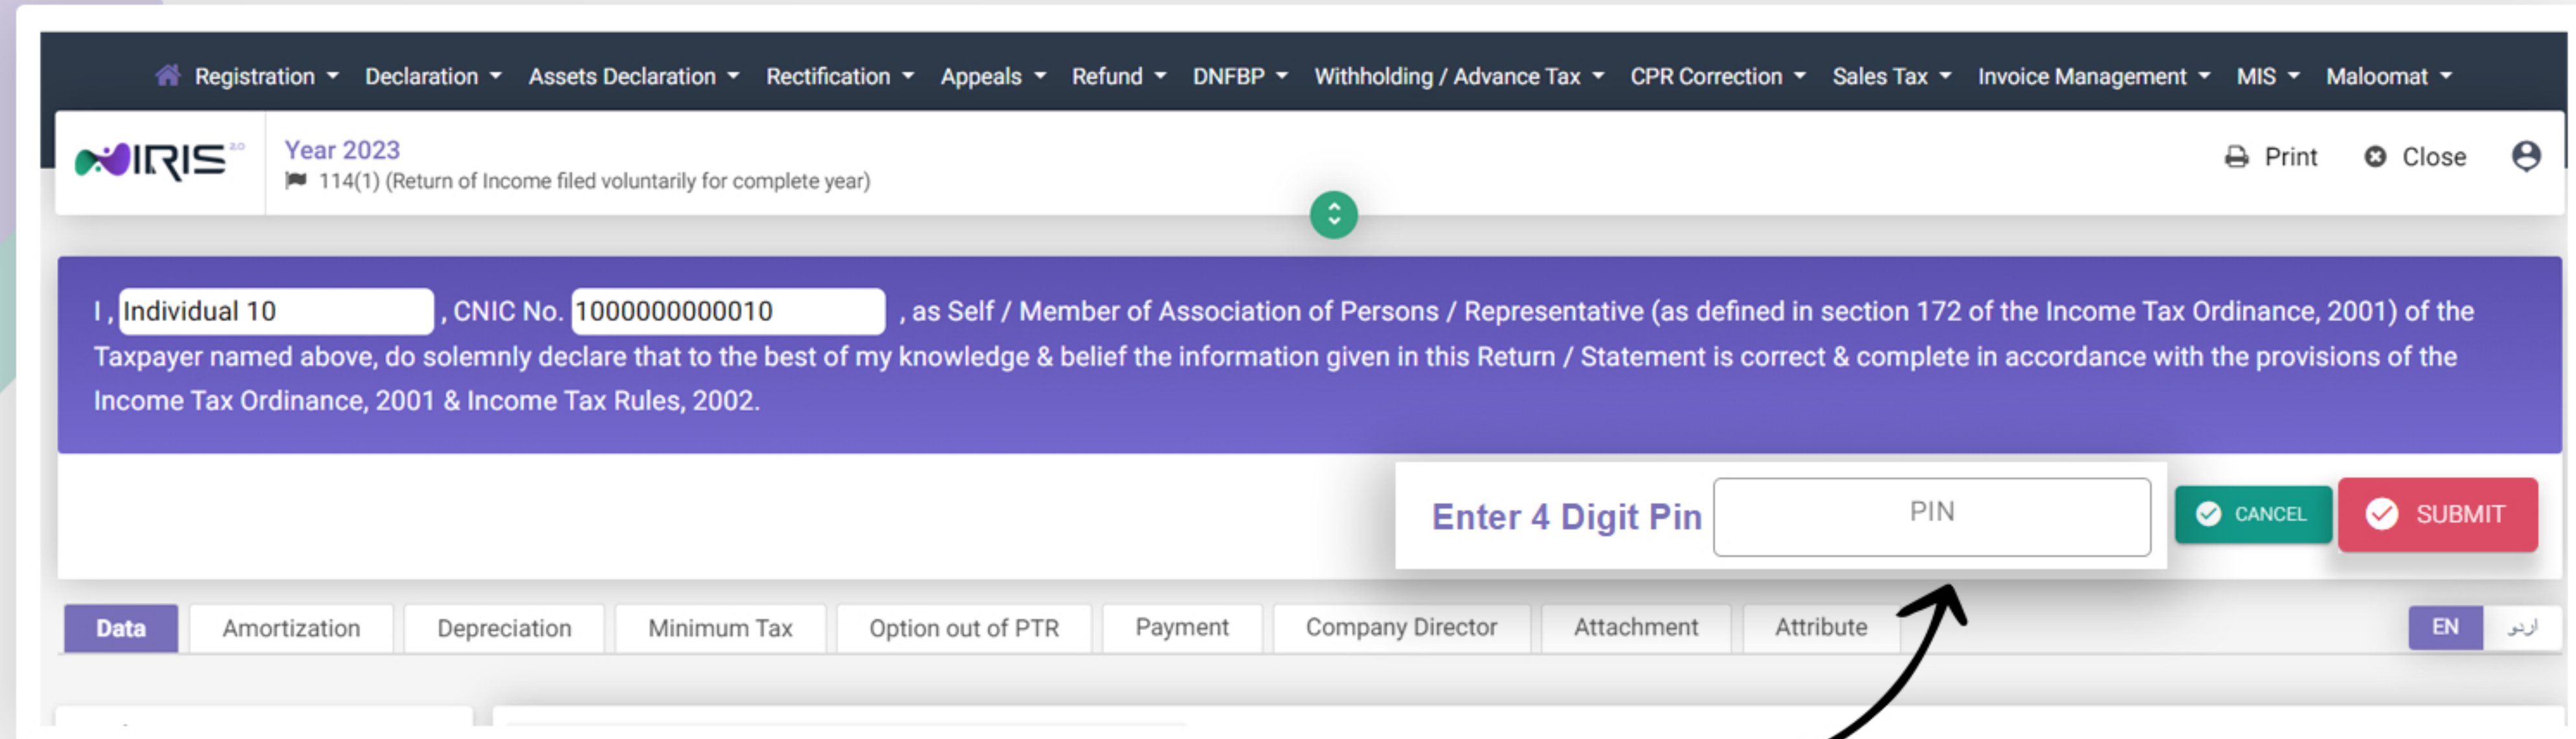 Registration Declaration Assets Declaration Rectification Appeals Refund DNFBP Withholding / Advance Tax CPR Correction Sales Tax Invoice Management MIS Maloomat
IRIS 2.0
Year 2023
114(1) (Return of Income filed voluntarily for complete year)
Print Close
I , Individual 10 , CNIC No. 1000000000010 , as Self / Member of Association of Persons / Representative (as defined in section 172 of the Income Tax Ordinance, 2001) of the
Taxpayer named above, do solemnly declare that to the best of my knowledge & belief the information given in this Return / Statement is correct & complete in accordance with the provisions of the
Income Tax Ordinance, 2001 & Income Tax Rules, 2002.
Enter 4 Digit Pin PIN CANCEL SUBMIT
Data Amortization Depreciation Minimum Tax Option out of PTR Payment Company Director Attachment Attribute EN اردو